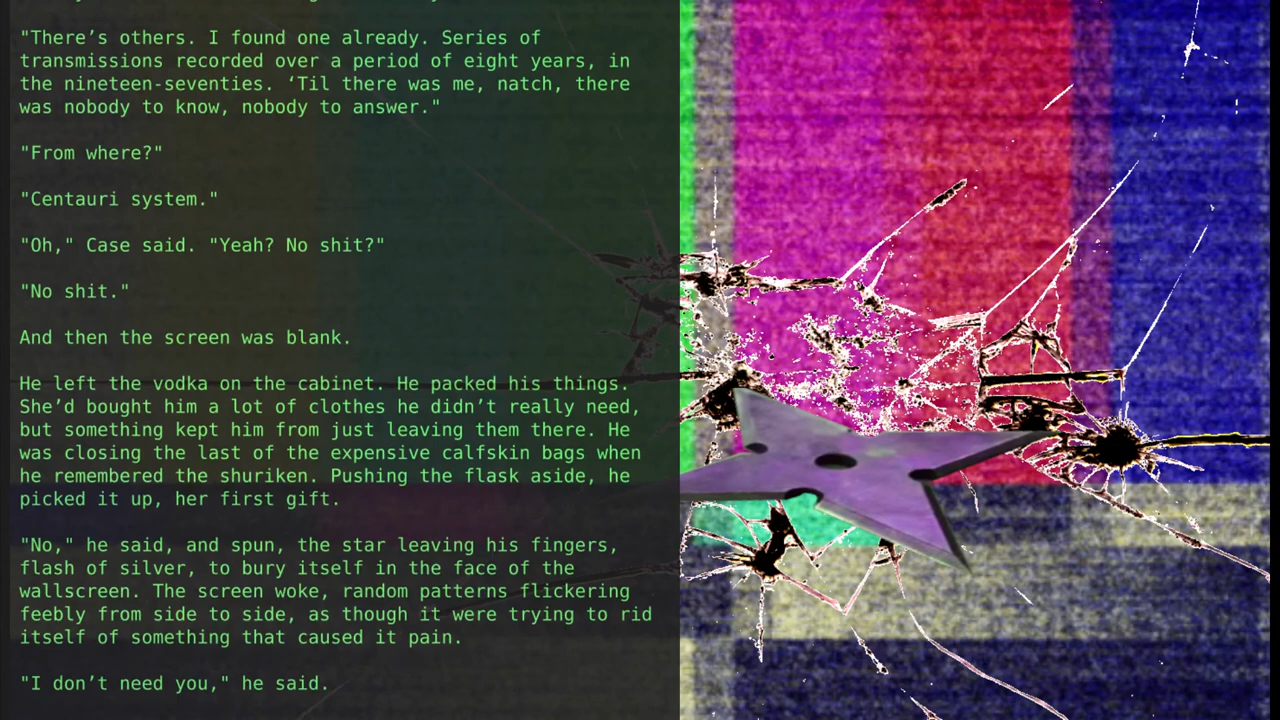 "There’s others. I found one already. Series of
transmissions recorded over a period of eight years, in
the nineteen-seventies. ‘Til there was me, natch, there
was nobody to know, nobody to answer."
"From where?"
"Centauri system."
"Oh," Case said. "Yeah? No shit?"
"No shit."
And then the screen was blank.
He left the vodka on the cabinet. He packed his things.
She’d bought him a lot of clothes he didn’t really need,
but something kept him from just leaving them there. He
was closing the last of the expensive calfskin bags when
he remembered the shuriken. Pushing the flask aside, he
picked it up, her first gift.
"No," he said, and spun, the star leaving his fingers,
flash of silver, to bury itself in the face of the
wallscreen. The screen woke, random patterns flickering
feebly from side to side, as though it were trying to rid
itself of something that caused it pain.
"I don’t need you," he said.